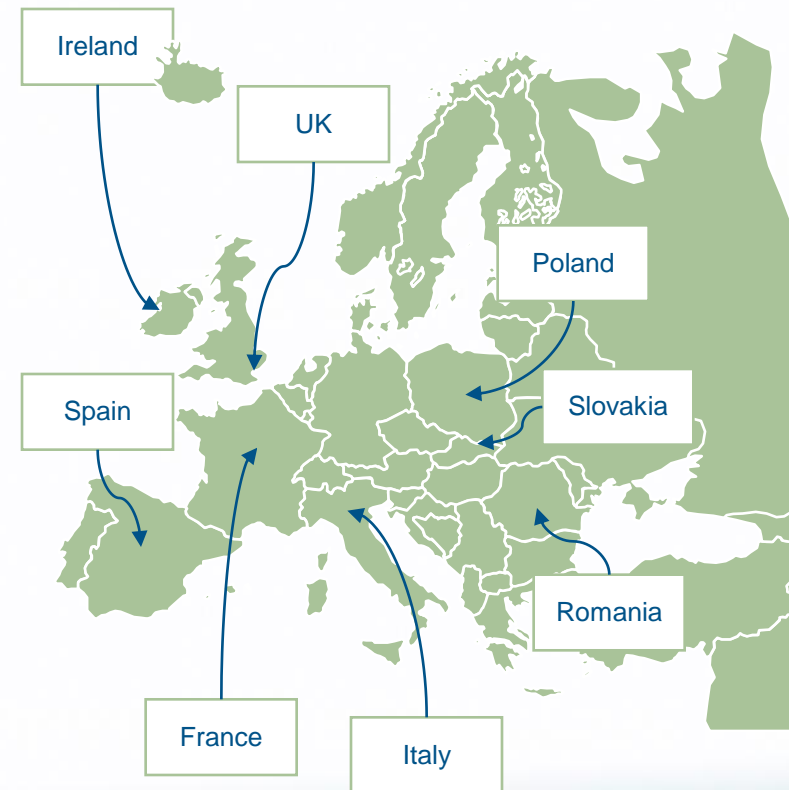 Ireland
UK
Poland
Slovakia
Spain
Romania
France
Italy